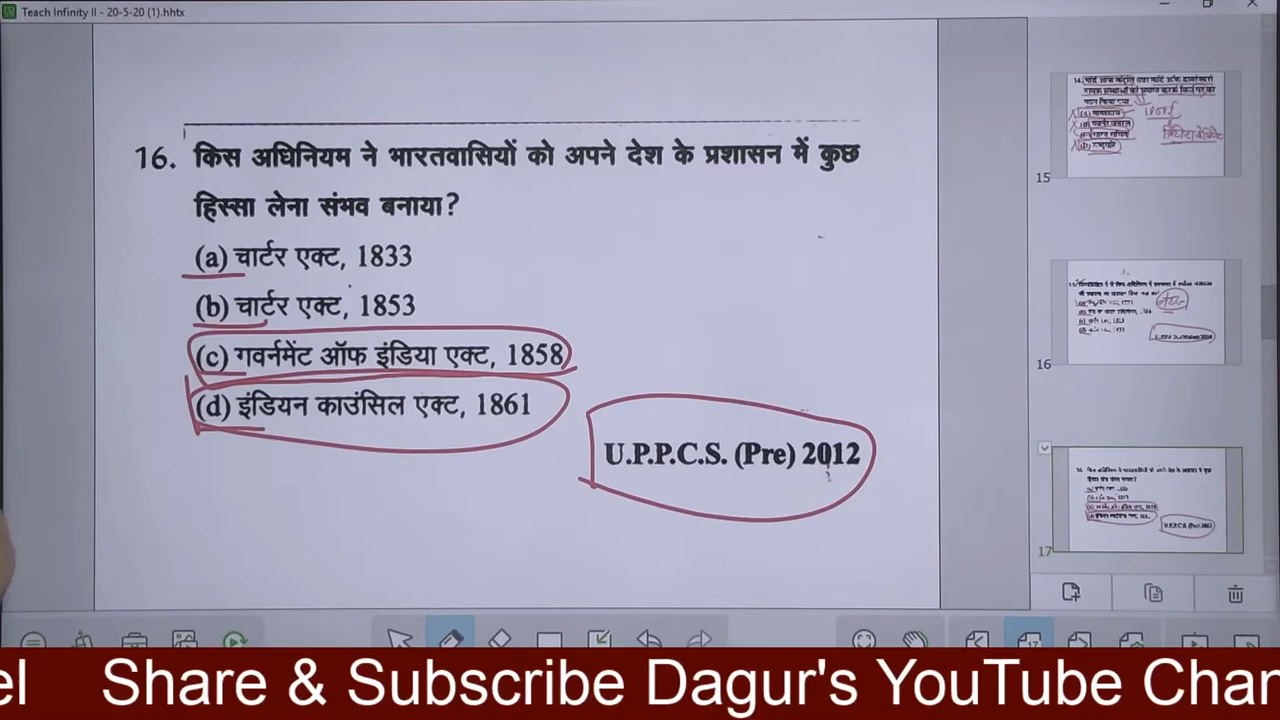 Teach Infinity II - 20-5-20 (1).hhtx
16. किस अधिनियम ने भारतवासियों को अपने देश के प्रशासन में कुछ
हिस्सा लेना संभव बनाया?
(a) चार्टर एक्ट, 1833
(b) चार्टर एक्ट, 1853
(c) गवर्नमेंट ऑफ इंडिया एक्ट, 1858
(d) इंडियन काउंसिल एक्ट, 1861
U.P.P.C.S. (Pre) 2012
15
16
17
el Share & Subscribe Dagur's YouTube Chan